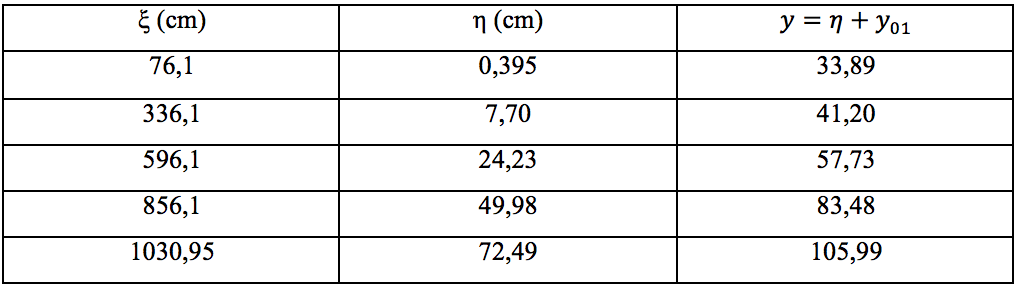 ξ (cm) η (cm) 𝑦 = 𝜂 + 𝑦₀₁
76,1 0,395 33,89
336,1 7,70 41,20
596,1 24,23 57,73
856,1 49,98 83,48
1030,95 72,49 105,99